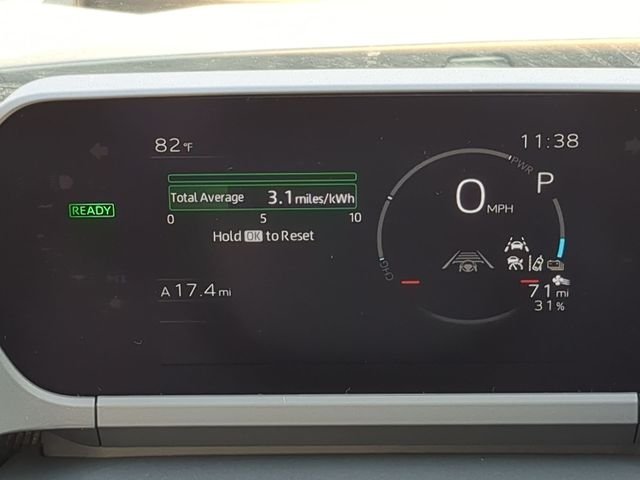 82°F
11:38
PWR
P
Total Average 3.1 miles/kWh
0 5 10
READY
0 MPH
Hold OK to Reset
CHG
A 17.4 mi
71 mi
31%